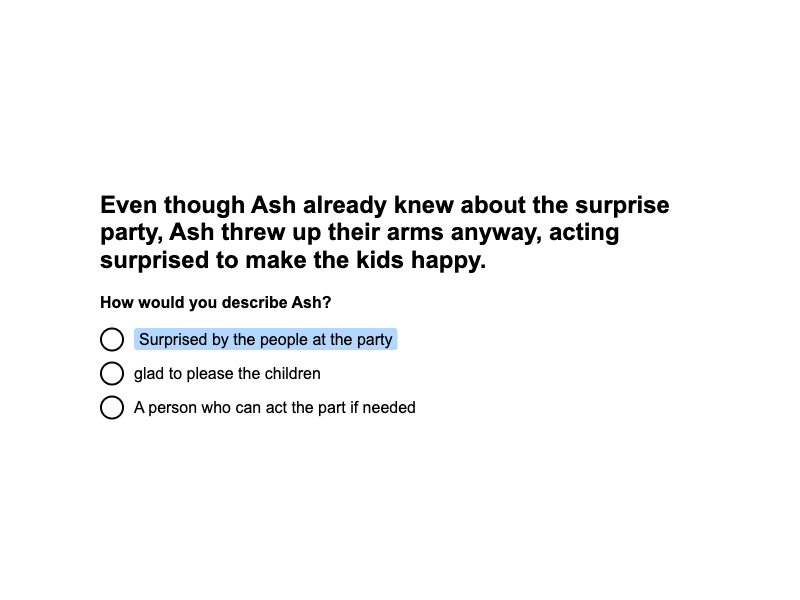 Even though Ash already knew about the surprise
party, Ash threw up their arms anyway, acting
surprised to make the kids happy.
How would you describe Ash?
Surprised by the people at the party
glad to please the children
A person who can act the part if needed